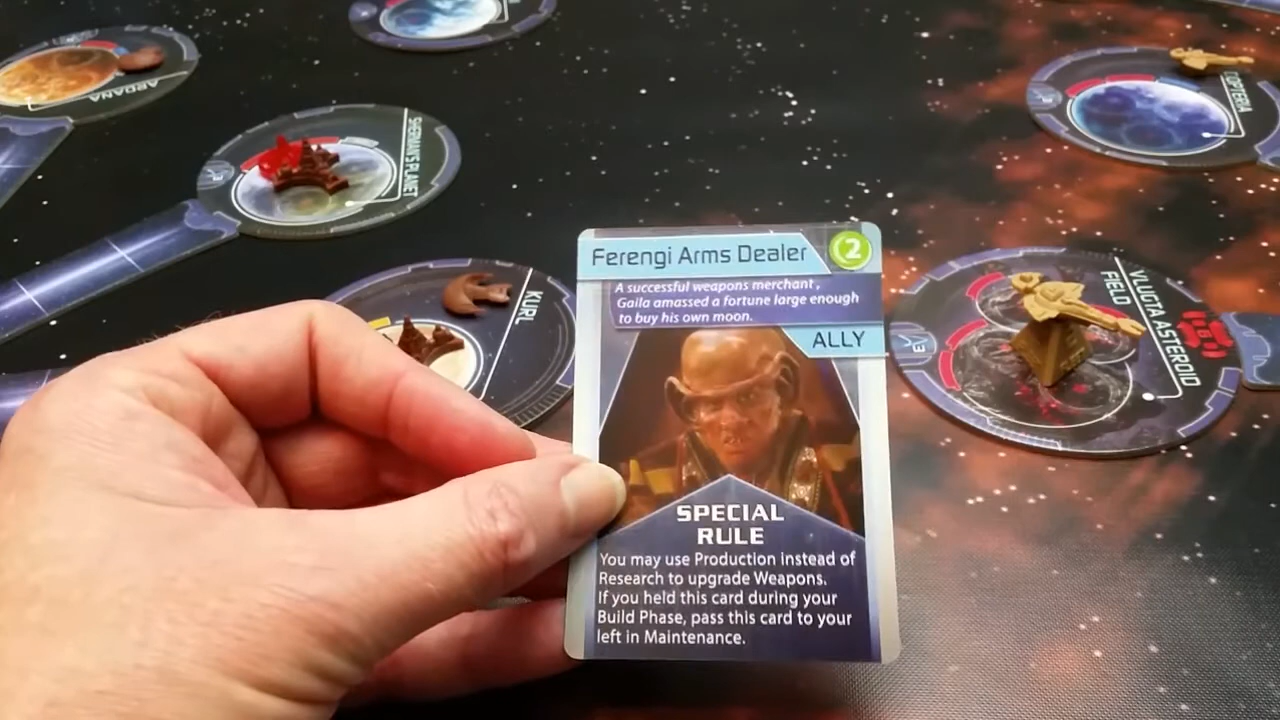 ARDANA
SHERMAN'S PLANET
KURL
Ferengi Arms Dealer
2
A successful weapons merchant,
Gaila amassed a fortune large enough
to buy his own moon.
ALLY
SPECIAL
RULE
You may use Production instead of
Research to upgrade Weapons.
If you held this card during your
Build Phase, pass this card to your
left in Maintenance.
VLUGTA ASTEROID
FIELD